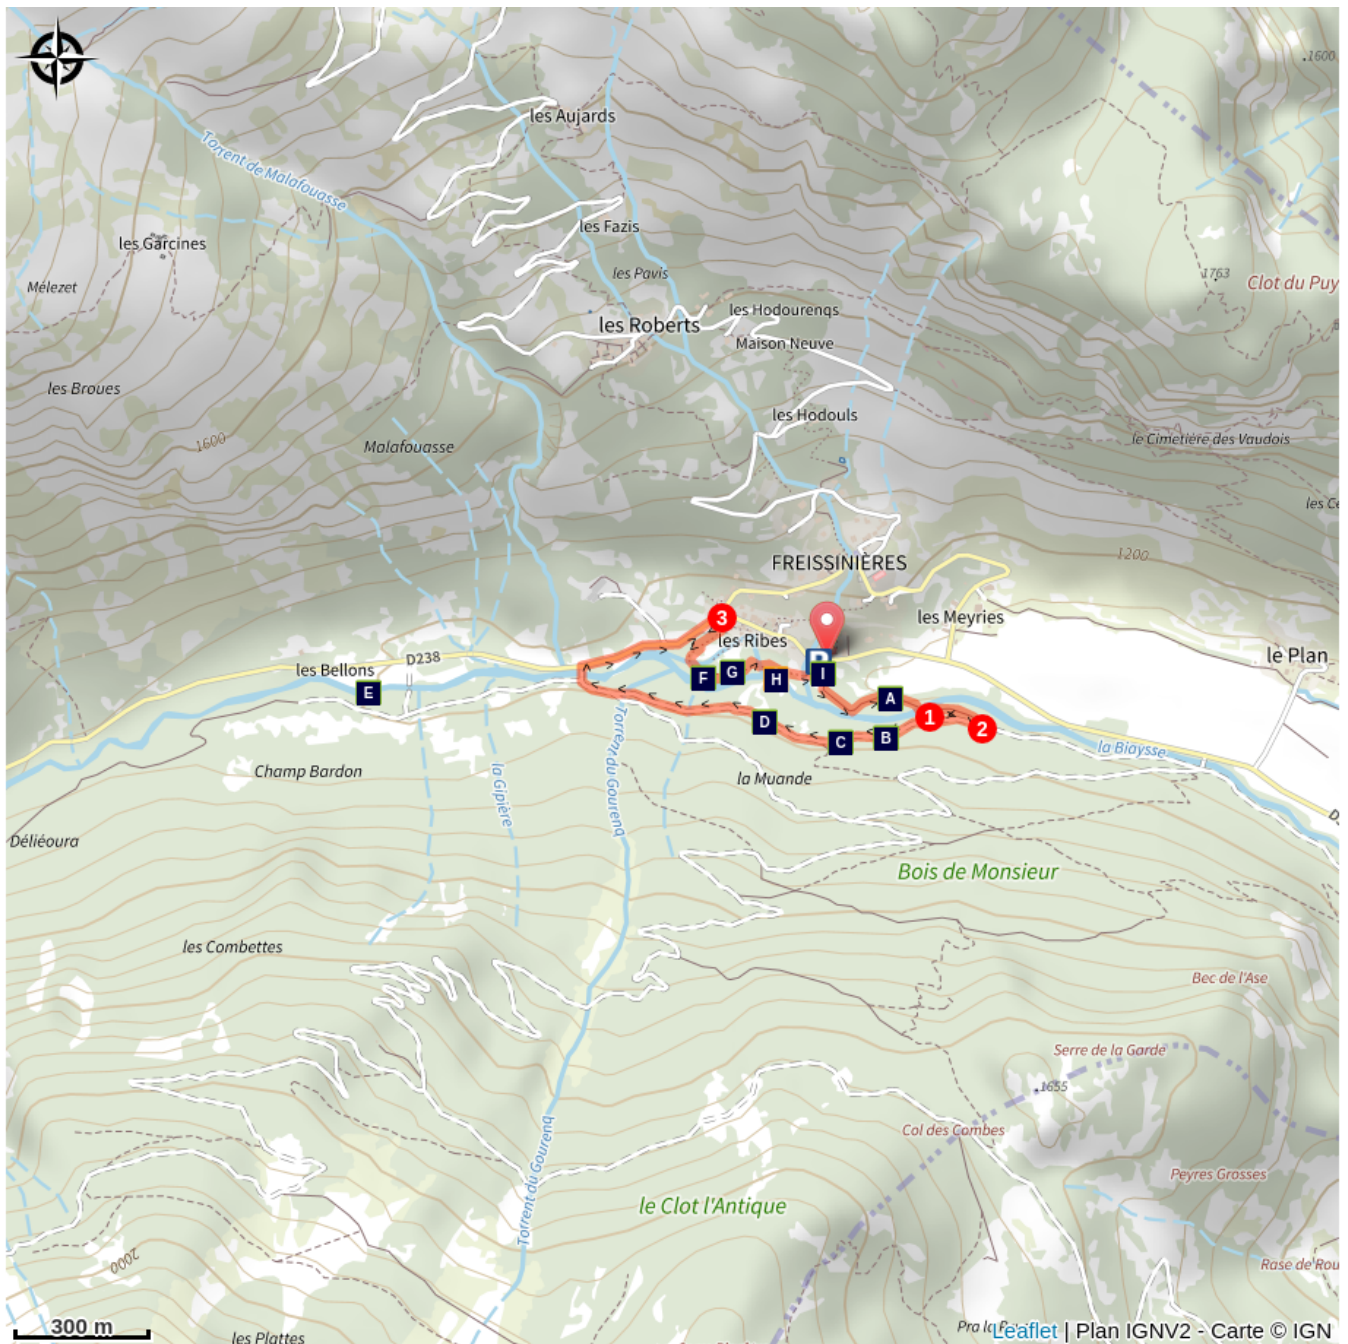 .1600
les Aujards
Torrent de Malafouasse
les Fazis
les Garcines
les Pavis
1763
Mélezet
Clot du Puy
les Hodourenqs
les Roberts
Maison Neuve
les Broues
les Hodouls
1600
Malafouasse
le Cimetière des Vaudois
les Ce
1200
FREISSINIÈRES
3
les Meyries
les Ribes
D238
le Plan
les Bellons
P
F
G
H
I
E
A
1
2
D
C
B
la Biaysse
Torrent du Gourenq
Champ Bardon
la Gipière
la Muande
D
Déliéoura
Bois de Monsieur
les Combettes
Bec de l'Ase
Serre de la Garde
.1655
Col des Combes
Torrent du Gourenq
Peyres Grosses
le Clot l'Antique
2000
Rase de Rou
300 m
les Plattes
Leaflet | Plan IGNV2 - Carte © IGN